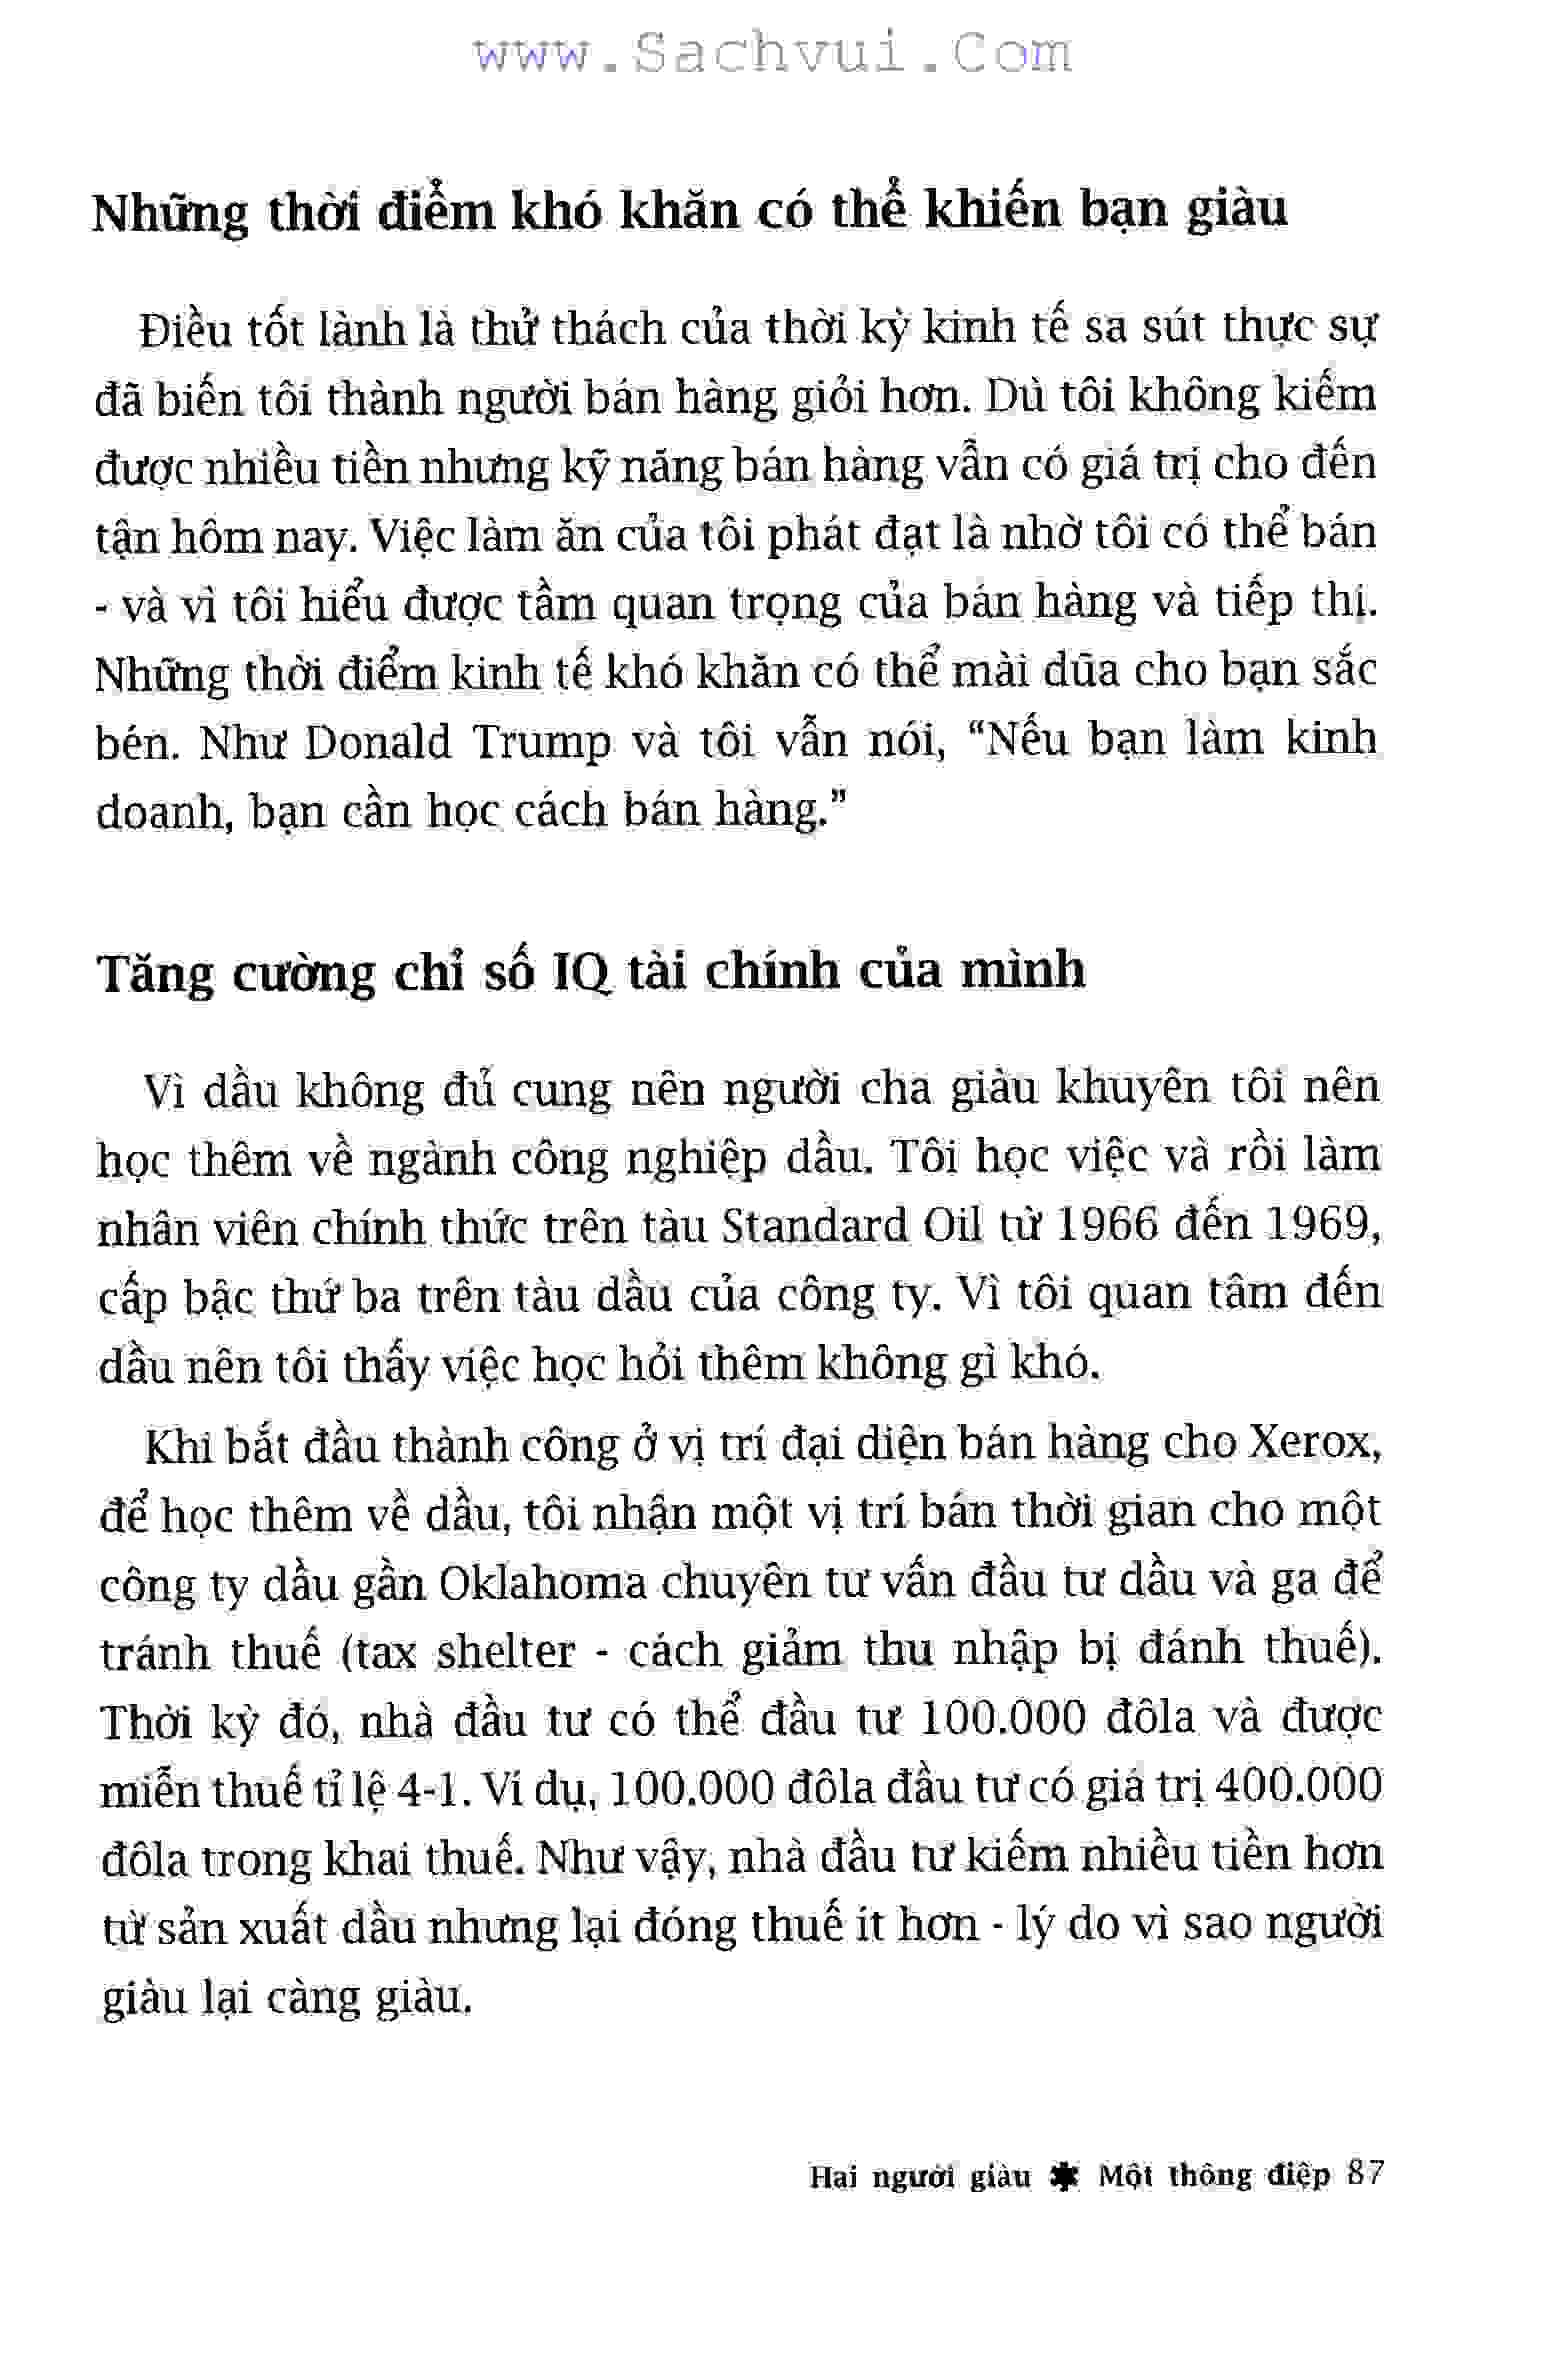 www.Sachvui.Com
Những thời điểm khó khăn có thể khiến bạn giàu
Điều tốt lành là thử thách của thời kỳ kinh tế sa sút thực sự
đã biến tôi thành người bán hàng giỏi hơn. Dù tôi không kiếm
được nhiều tiền nhưng kỹ năng bán hàng vẫn có giá trị cho đến
tận hôm nay. Việc làm ăn của tôi phát đạt là nhờ tôi có thể bán
- và vì tôi hiểu được tầm quan trọng của bán hàng và tiếp thị.
Những thời điểm kinh tế khó khăn có thể mài dũa cho bạn sắc
bén. Như Donald Trump và tôi vẫn nói, “Nếu bạn làm kinh
doanh, bạn cần học cách bán hàng.”
Tăng cường chỉ số IQ tài chính của mình
Vì dầu không đủ cung nên người cha giàu khuyên tôi nên
học thêm về ngành công nghiệp dầu. Tôi học việc và rồi làm
nhân viên chính thức trên tàu Standard Oil từ 1966 đến 1969,
cấp bậc thứ ba trên tàu dầu của công ty. Vì tôi quan tâm đến
dầu nên tôi thấy việc học hỏi thêm không gì khó.
Khi bắt đầu thành công ở vị trí đại diện bán hàng cho Xerox,
để học thêm về dầu, tôi nhận một vị trí bán thời gian cho một
công ty dầu gần Oklahoma chuyên tư vấn đầu tư dầu và ga để
tránh thuế (tax shelter - cách giảm thu nhập bị đánh thuế).
Thời kỳ đó, nhà đầu tư có thể đầu tư 100.000 đôla và được
miễn thuế tỉ lệ 4-1. Ví dụ, 100.000 đôla đầu tư có giá trị 400.000
đôla trong khai thuế. Như vậy, nhà đầu tư kiếm nhiều tiền hơn
từ sản xuất dầu nhưng lại đóng thuế ít hơn - lý do vì sao người
giàu lại càng giàu.
Hai người giàu ✱ Một thông điệp 87